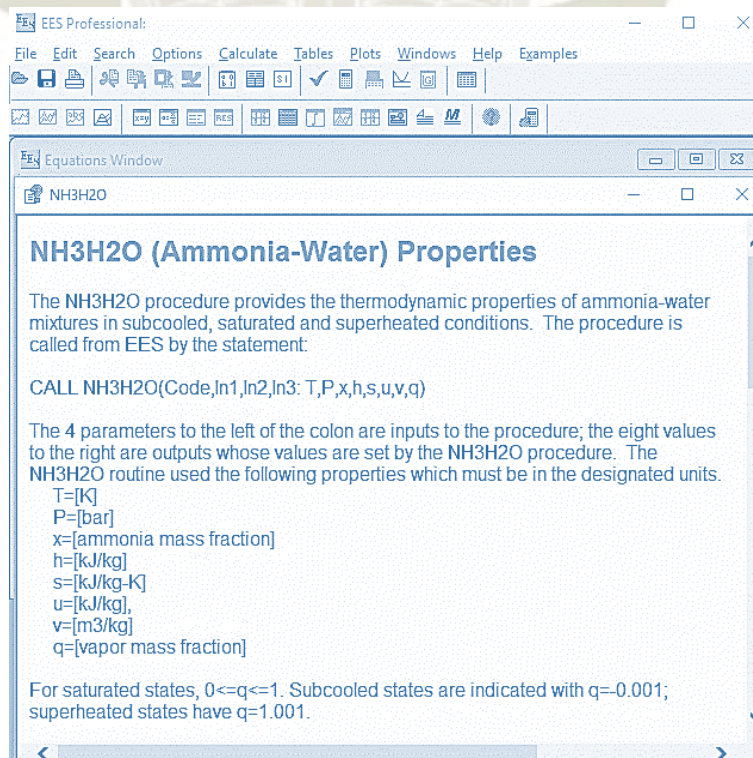 EES Professional:
File Edit Search Options Calculate Tables Plots Windows Help Examples
Equations Window
NH3H2O
NH3H2O (Ammonia-Water) Properties
The NH3H2O procedure provides the thermodynamic properties of ammonia-water
mixtures in subcooled, saturated and superheated conditions. The procedure is
called from EES by the statement:
CALL NH3H2O(Code,In1,In2,In3: T,P,x,h,s,u,v,q)
The 4 parameters to the left of the colon are inputs to the procedure; the eight values
to the right are outputs whose values are set by the NH3H2O procedure. The
NH3H2O routine used the following properties which must be in the designated units.
T=[K]
P=[bar]
x=[ammonia mass fraction]
h=[kJ/kg]
s=[kJ/kg-K]
u=[kJ/kg],
v=[m3/kg]
q=[vapor mass fraction]
For saturated states, 0<=q<=1. Subcooled states are indicated with q=-0.001;
superheated states have q=1.001.